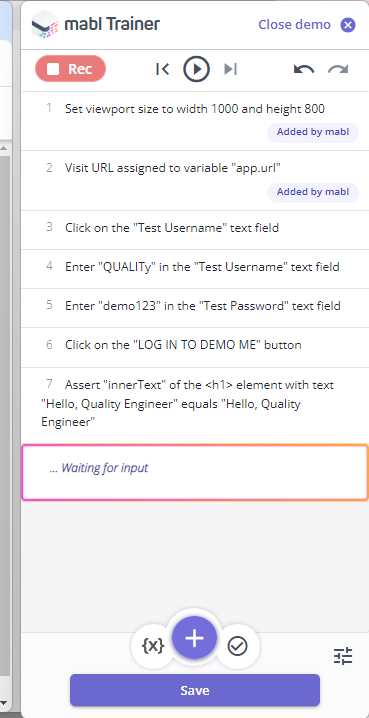 mabl Trainer
Close demo
Rec
1 Set viewport size to width 1000 and height 800
Added by mabl
2 Visit URL assigned to variable "app.url"
Added by mabl
3 Click on the "Test Username" text field
4 Enter "QUALITy" in the "Test Username" text field
5 Enter "demo123" in the "Test Password" text field
6 Click on the "LOG IN TO DEMO ME" button
7 Assert "innerText" of the <h1> element with text
"Hello, Quality Engineer" equals "Hello, Quality
Engineer"
... Waiting for input
{x}
Save